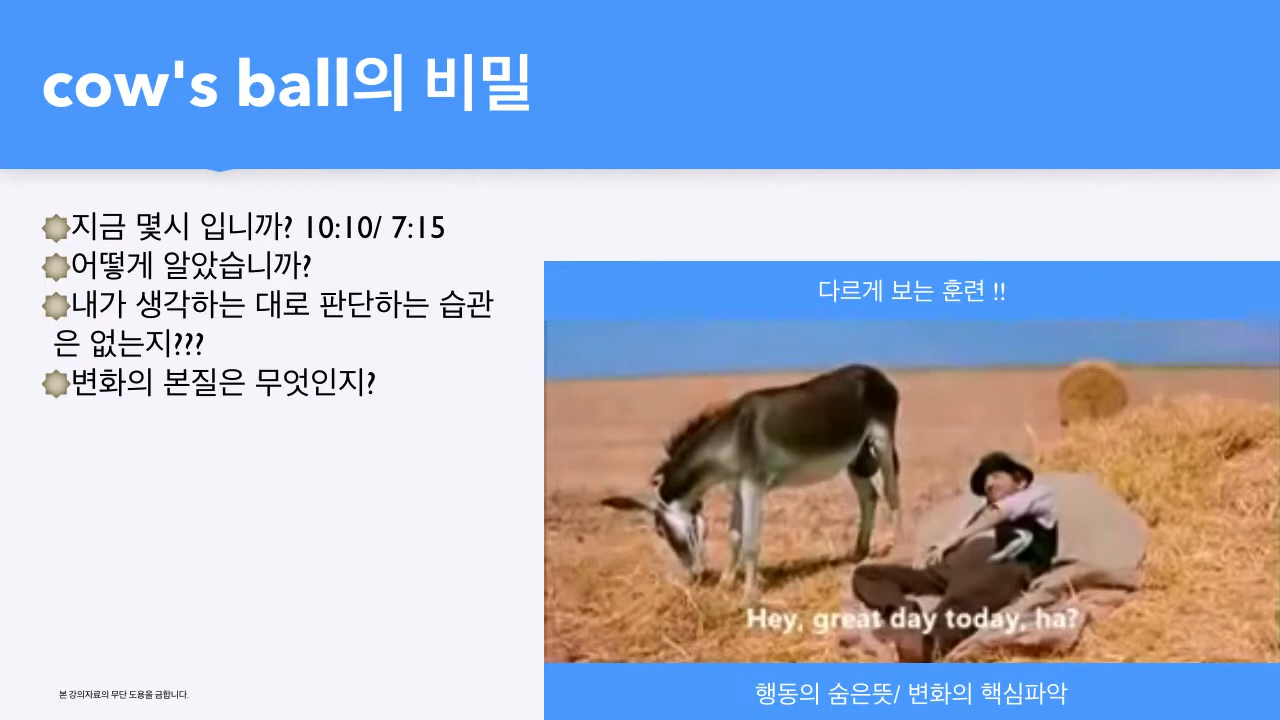 cow's ball의 비밀
지금 몇시 입니까? 10:10/ 7:15
어떻게 알았습니까?
내가 생각하는 대로 판단하는 습관
은 없는지???
변화의 본질은 무엇인지?
다르게 보는 훈련 !!
Hey, great day today, ha?
행동의 숨은뜻/ 변화의 핵심파악
본 강의자료의 무단 도용을 금합니다.